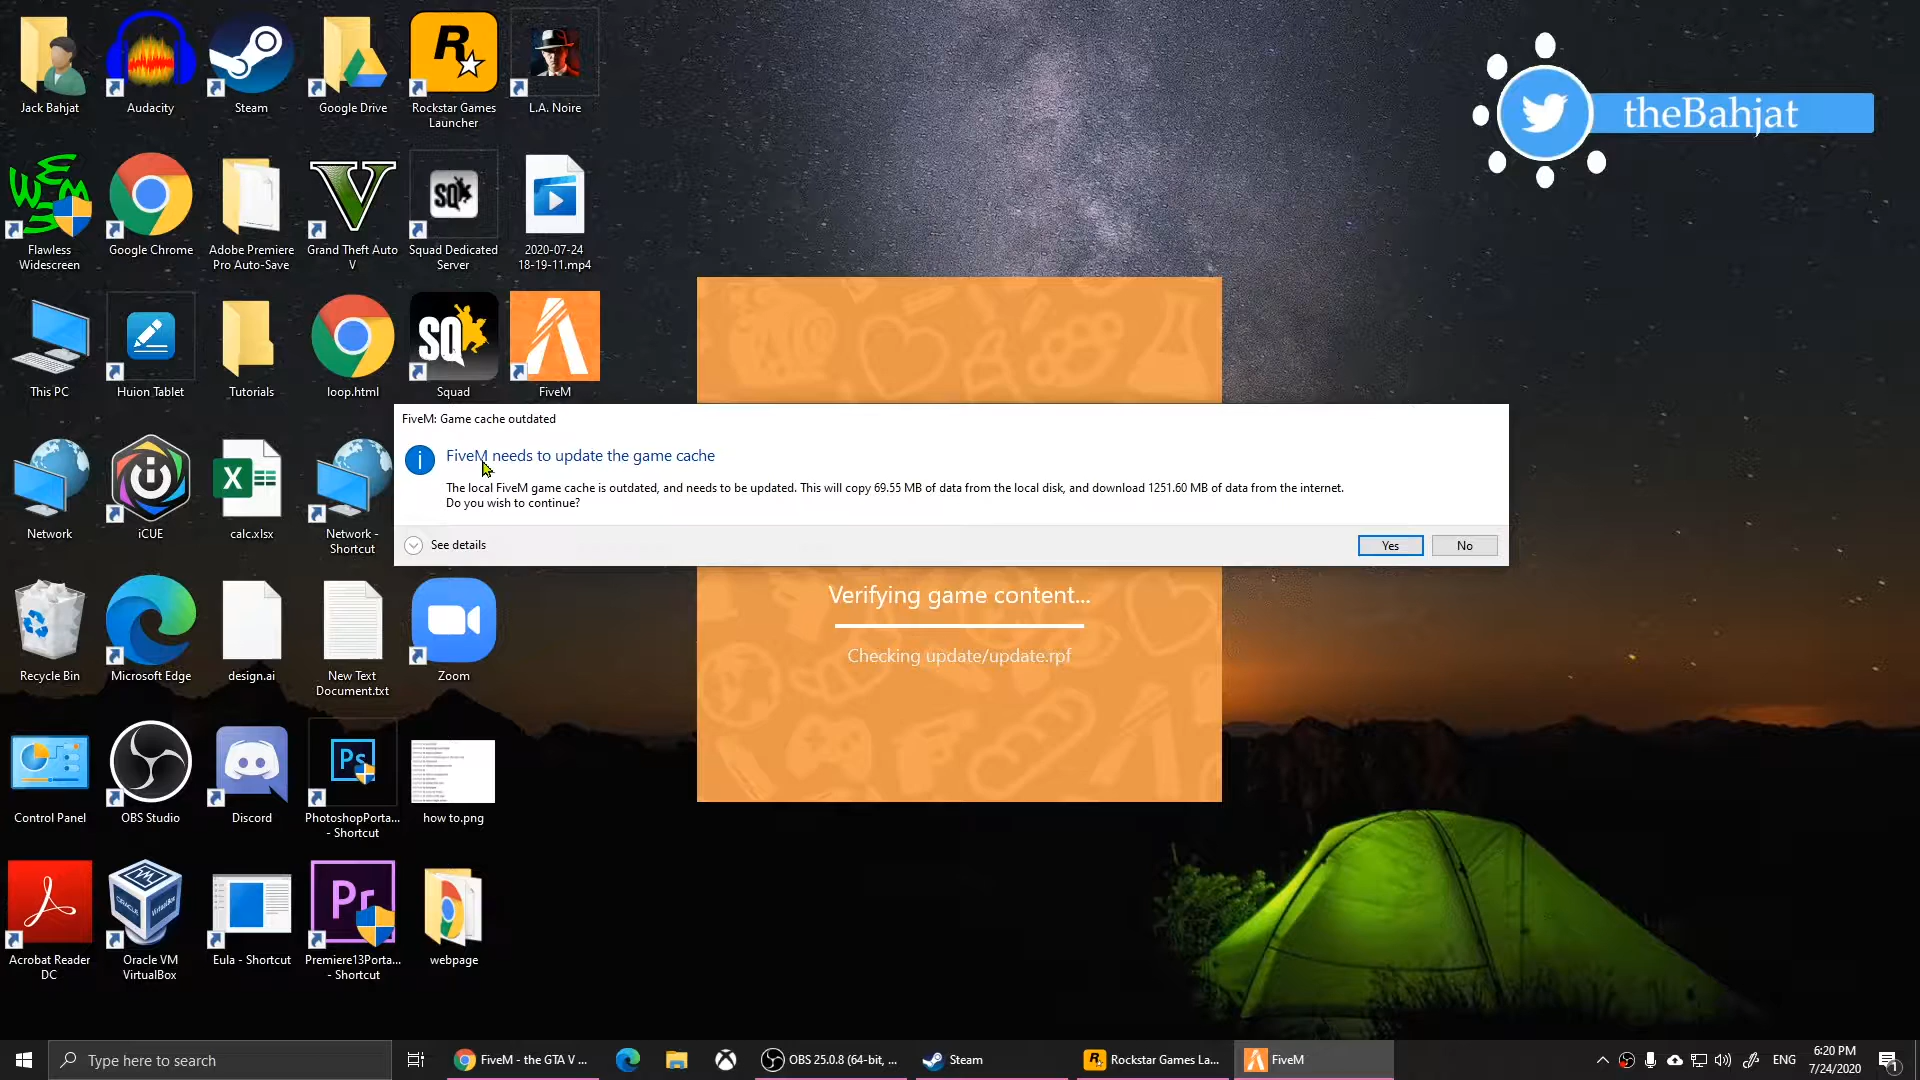 Jack Bahjat
Audacity
Steam
Google Drive
Rockstar Games
Launcher
L.A. Noire
theBahjat
Flawless
Widescreen
Google Chrome
Adobe Premiere
Pro Auto-Save
Grand Theft Auto
V
SQ
Squad Dedicated
Server
2020-07-24
18-19-11.mp4
This PC
Huion Tablet
Tutorials
loop.html
SQ
Squad
FiveM
FiveM: Game cache outdated
FiveM needs to update the game cache
The local FiveM game cache is outdated, and needs to be updated. This will copy 69.55 MB of data from the local disk, and download 1251.60 MB of data from the internet.
Do you wish to continue?
See details
Yes
No
Network
iCUE
calc.xlsx
Network -
Shortcut
Verifying game content...
Checking update/update.rpf
Recycle Bin
Microsoft Edge
design.ai
New Text
Document.txt
Zoom
Control Panel
OBS Studio
Discord
Ps
PhotoshopPorta...
- Shortcut
how to.png
Acrobat Reader
DC
Oracle VM
VirtualBox
Eula - Shortcut
Pr
Premiere13Porta...
- Shortcut
webpage
Type here to search
FiveM - the GTA V ...
OBS 25.0.8 (64-bit, ...
Steam
Rockstar Games La...
FiveM
ENG
6:20 PM
7/24/2020
1